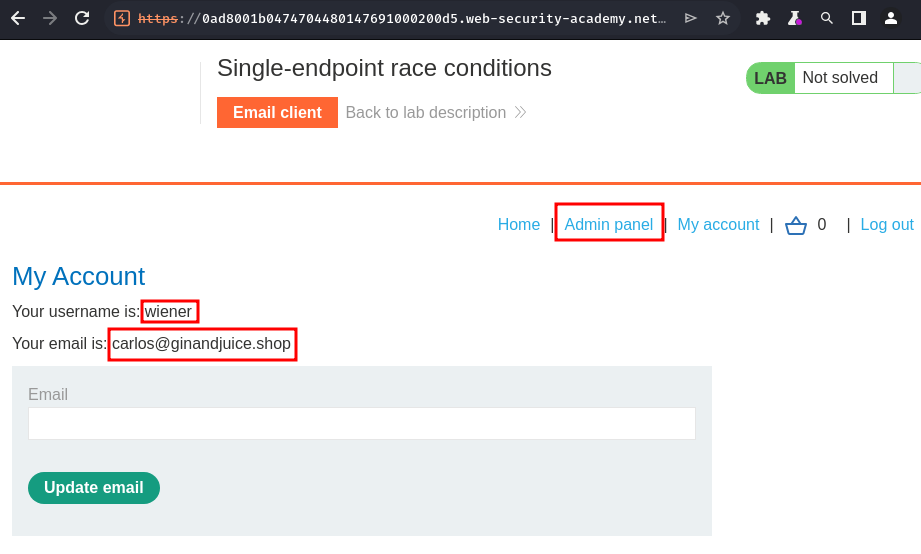 https://0ad8001b0474704480147691000200d5.web-security-academy.net...
Single-endpoint race conditions
LAB Not solved
Email client Back to lab description
Home | Admin panel | My account | 0 | Log out
My Account
Your username is: wiener
Your email is: carlos@ginandjuice.shop
Email
Update email